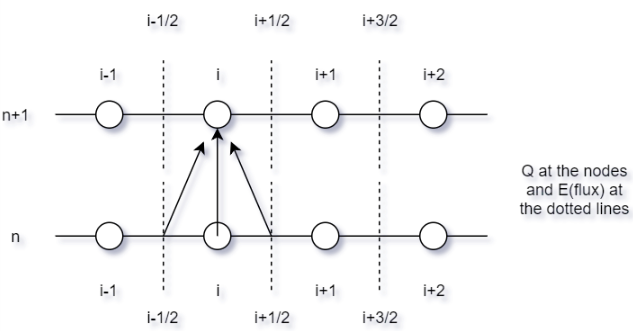 i-1/2 i+1/2 i+3/2
i-1 i i+1 i+2
n+1
Q at the nodes
and E(flux) at
the dotted lines
n
i-1 i i+1 i+2
i-1/2 i+1/2 i+3/2